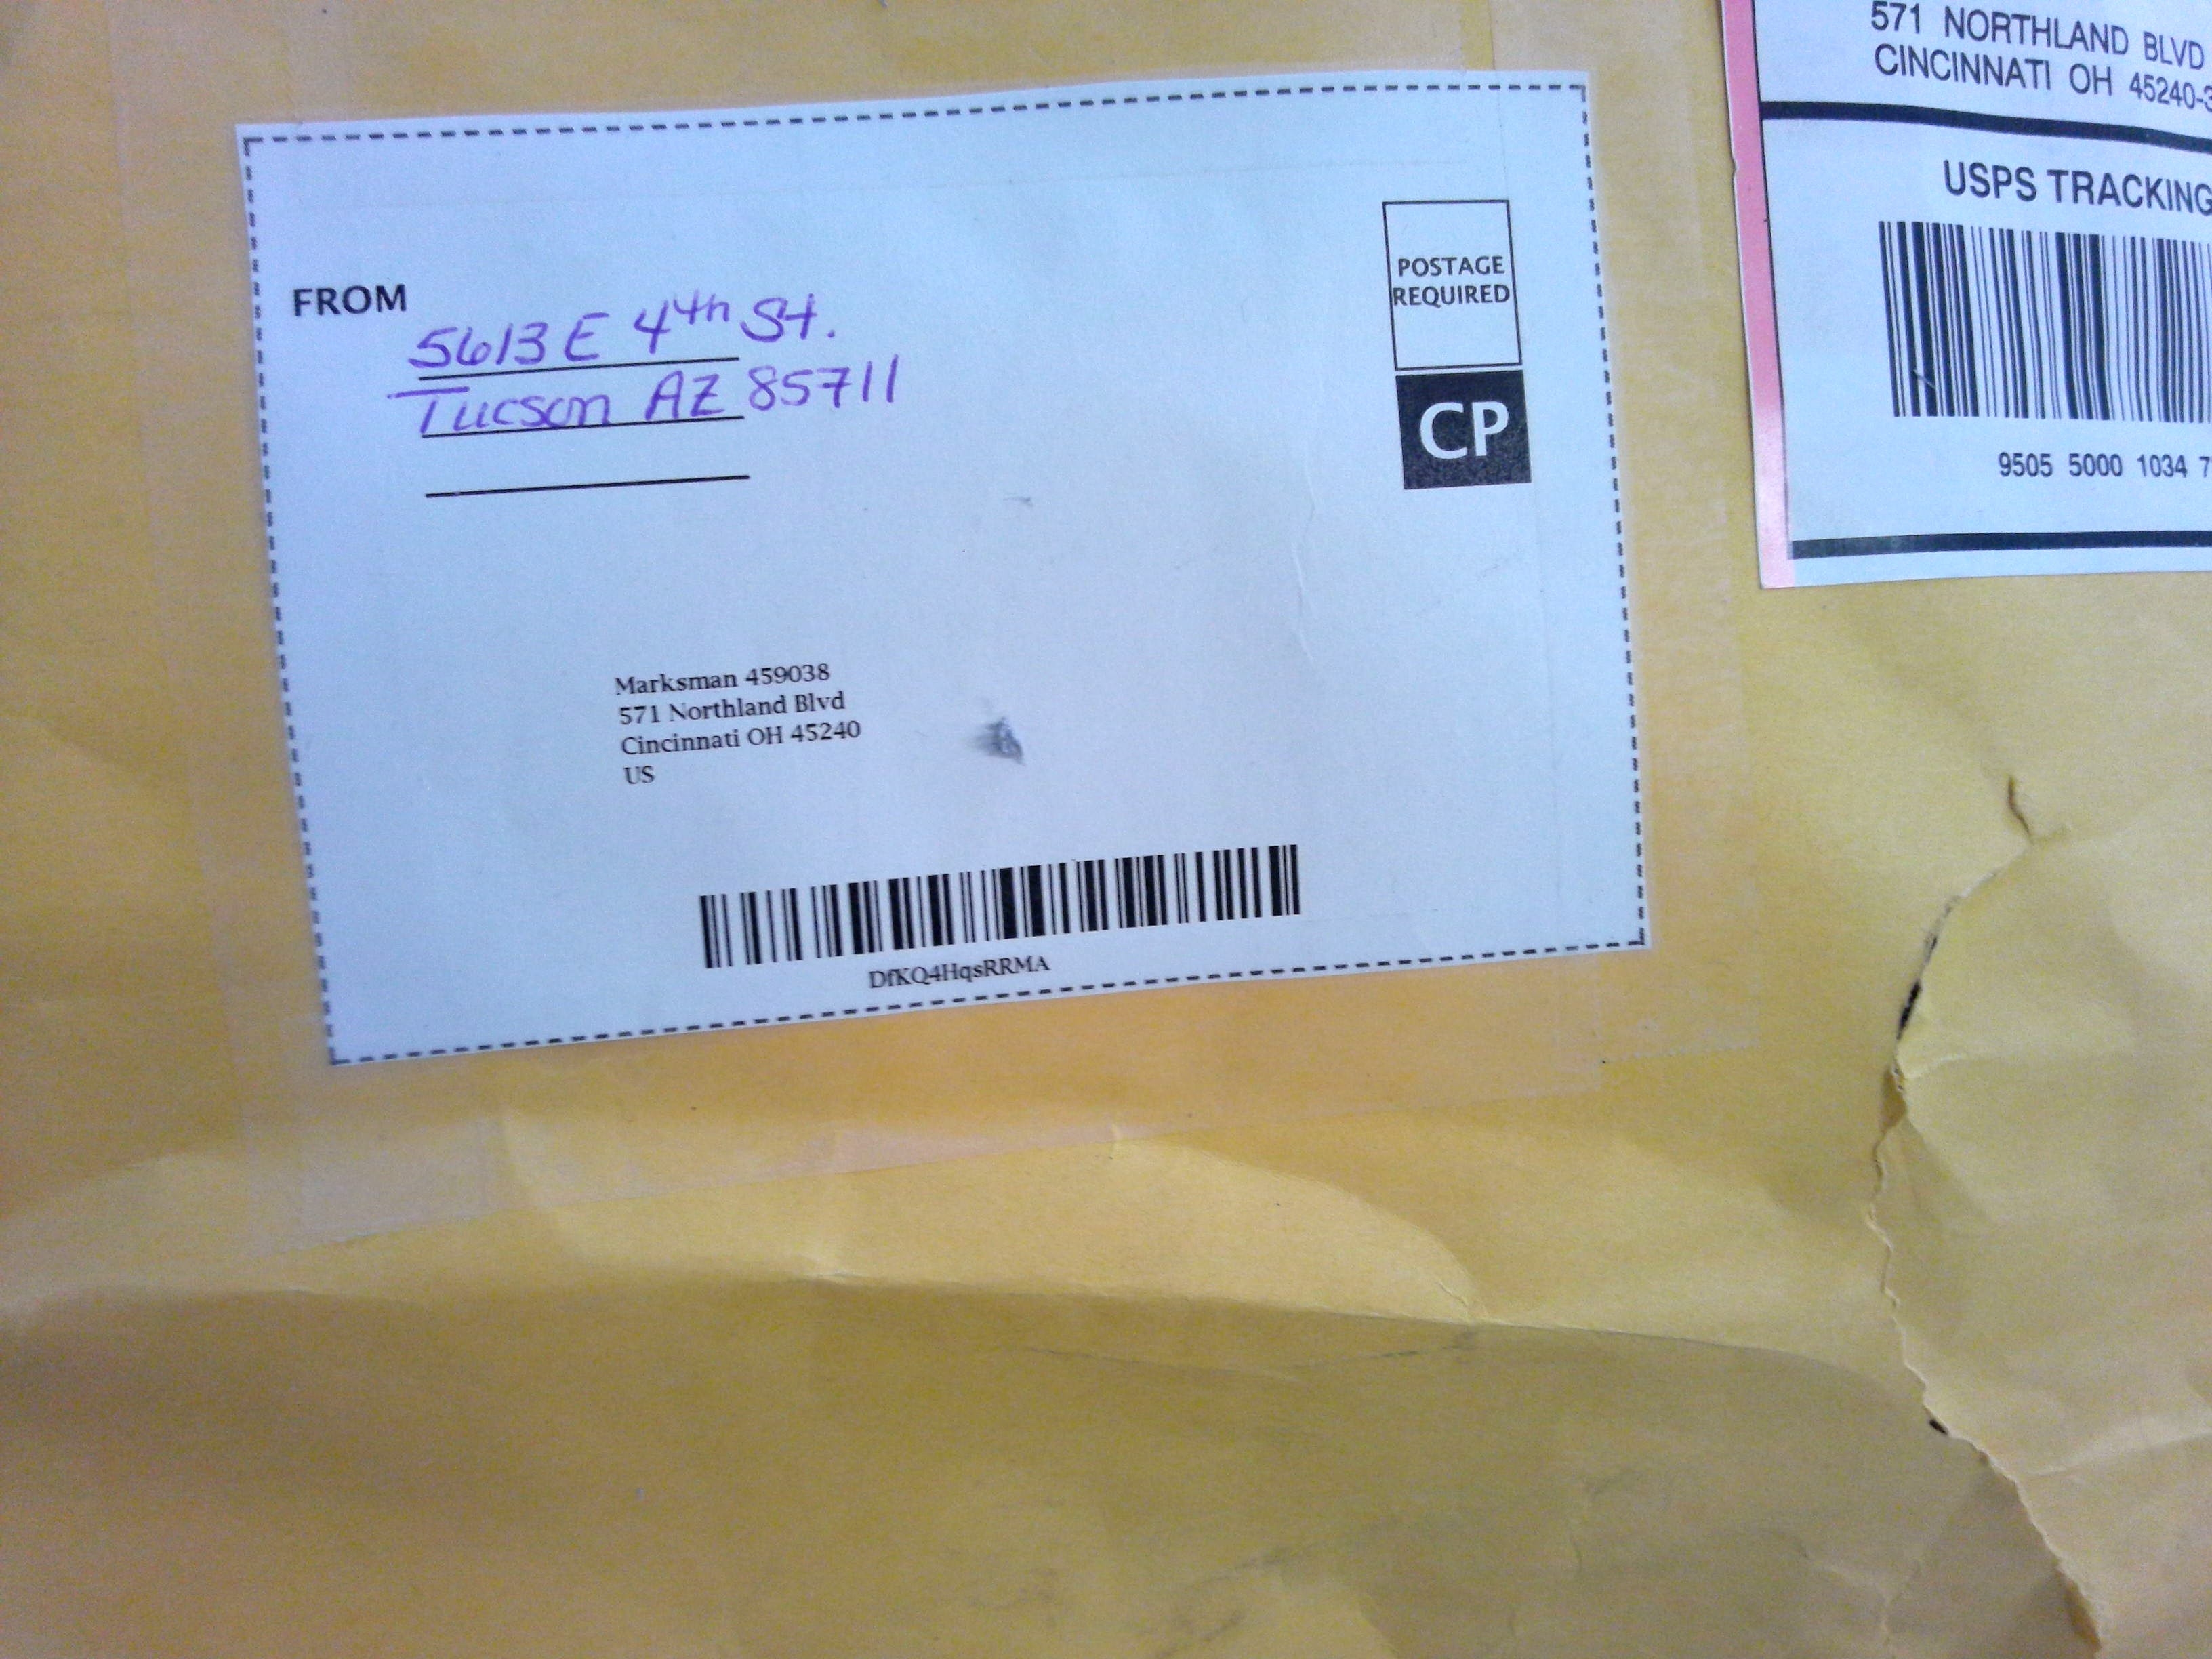 FROM
5613 E 4th St.
Tucson AZ 85711
POSTAGE
REQUIRED
CP
Marksman 459038
571 Northland Blvd
Cincinnati OH 45240
US
DfKQ4HqsRRMA
571 NORTHLAND BLVD
CINCINNATI OH 45240-3
USPS TRACKING
9505 5000 1034 7